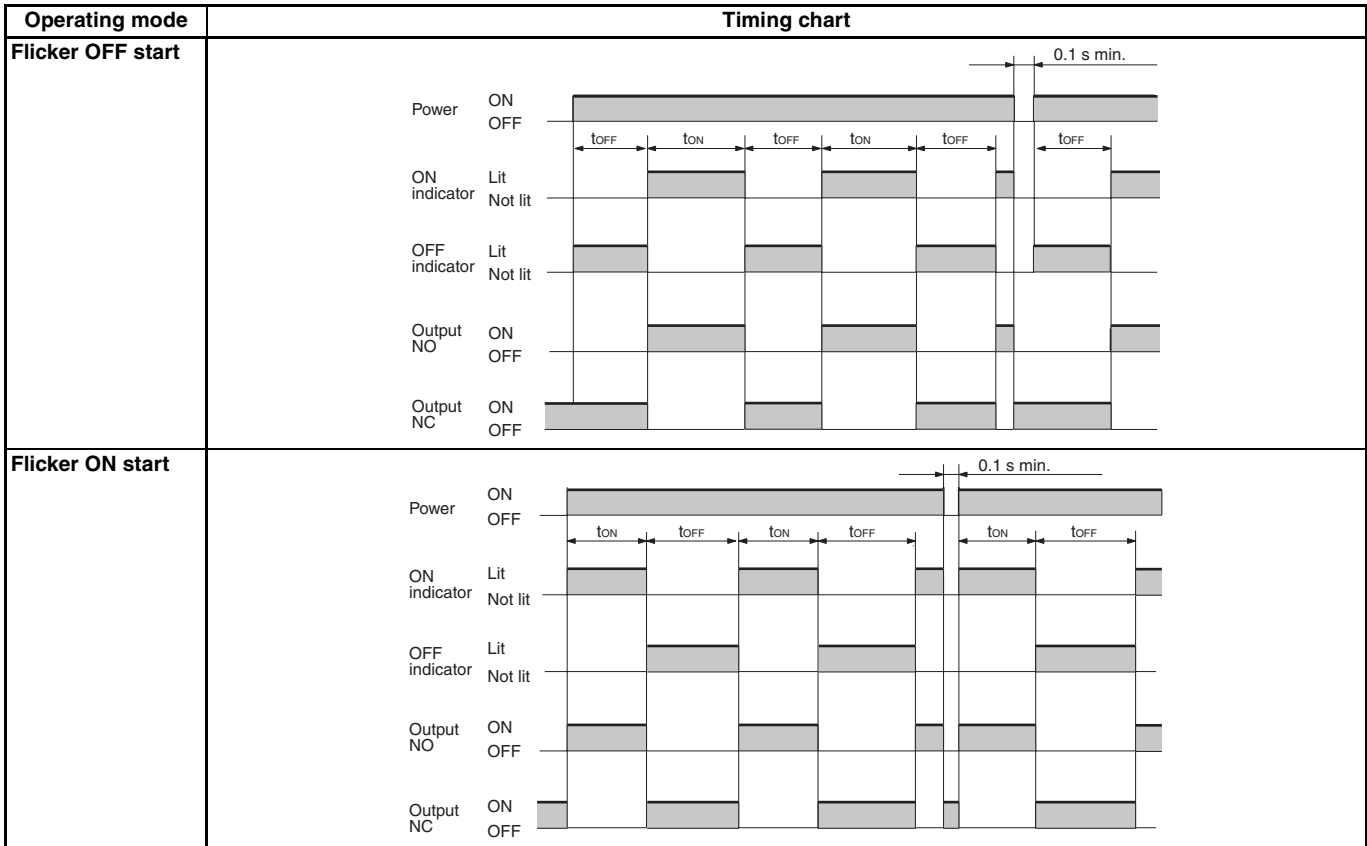 Operating mode Timing chart
Flicker OFF start
0.1 s min.
Power ON
OFF
tOFF tON tOFF tON tOFF tOFF
ON indicator Lit
Not lit
OFF indicator Lit
Not lit
Output NO ON
OFF
Output NC ON
OFF
Flicker ON start
0.1 s min.
Power ON
OFF
tON tOFF tON tOFF tON tOFF
ON indicator Lit
Not lit
OFF indicator Lit
Not lit
Output NO ON
OFF
Output NC ON
OFF